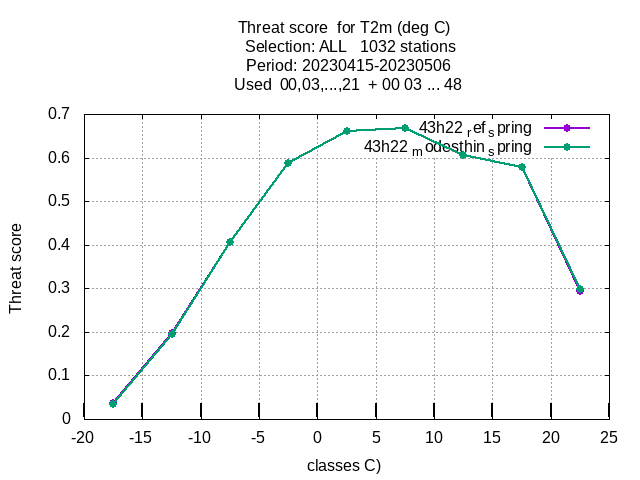 Threat score for T2m (deg C)
Selection: ALL 1032 stations
Period: 20230415-20230506
Used 00,03,...,21 + 00 03 ... 48
0.7
0.6
0.5
0.4
0.3
0.2
0.1
0
Threat score
43h22 ref spring
43h22 modesthin spring
-20 -15 -10 -5 0 5 10 15 20 25
classes C)